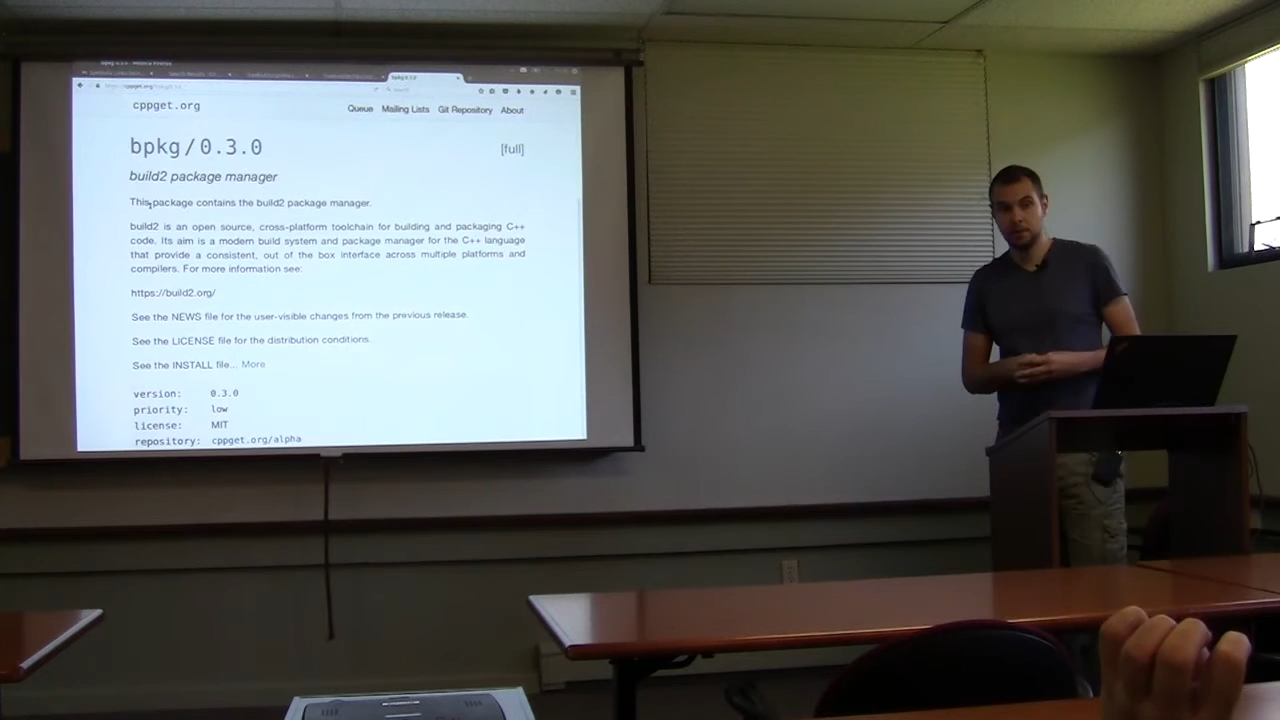 cppget.org
Queue Mailing Lists Git Repository About
bpkg/0.3.0
[full]
build2 package manager
This package contains the build2 package manager.
build2 is an open source, cross-platform toolchain for building and packaging C++
code. Its aim is a modern build system and package manager for the C++ language
that provide a consistent, out of the box interface across multiple platforms and
compilers. For more information see:
https://build2.org/
See the NEWS file for the user-visible changes from the previous release.
See the LICENSE file for the distribution conditions.
See the INSTALL file... More
version: 0.3.0
priority: low
license: MIT
repository: cppget.org/alpha